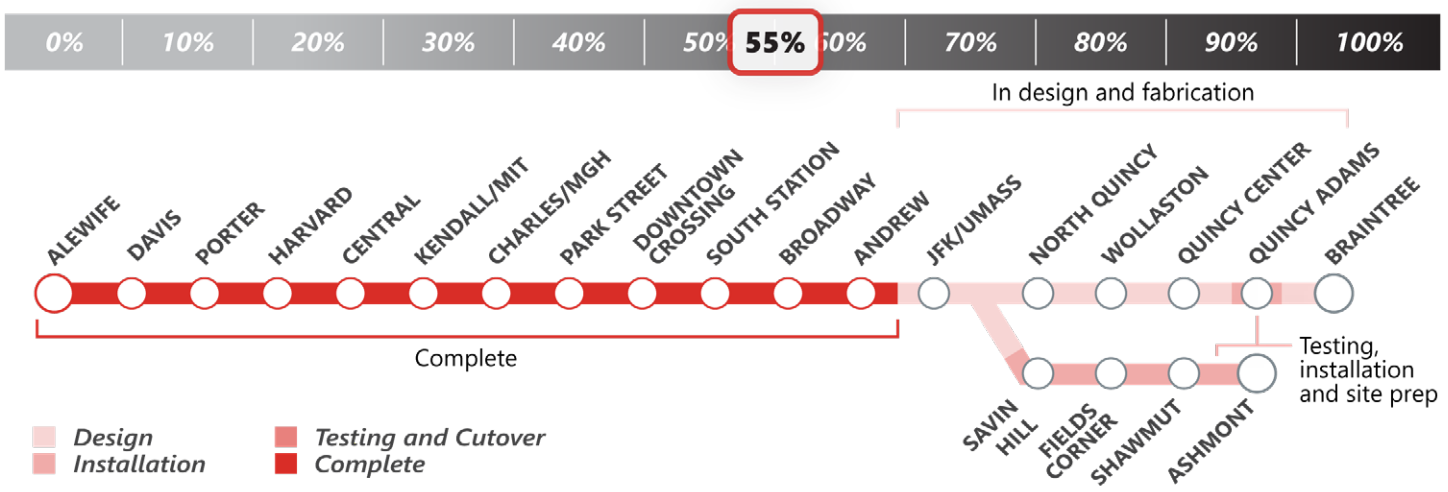 0% 10% 20% 30% 40% 50% 55% 60% 70% 80% 90% 100%
In design and fabrication
ALEWIFE
DAVIS
PORTER
HARVARD
CENTRAL
KENDALL/MIT
CHARLES/MGH
PARK STREET
DOWNTOWN
CROSSING
SOUTH STATION
BROADWAY
ANDREW
JFK/UMASS
NORTH QUINCY
WOLLASTON
QUINCY CENTER
QUINCY ADAMS
BRAINTREE
Complete
Testing,
installation
and site prep
SAVIN
HILL
FIELDS
CORNER
SHAWMUT
ASHMONT
Design
Installation
Testing and Cutover
Complete